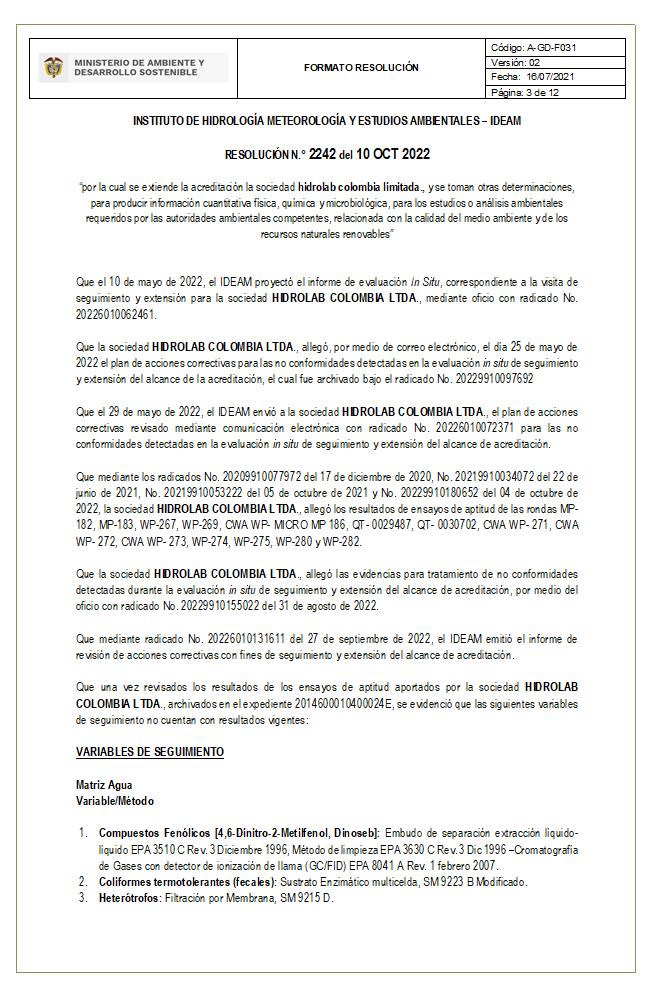 MINISTERIO DE AMBIENTE Y
DESARROLLO SOSTENIBLE
FORMATO RESOLUCIÓN
Código: A-GD-F031
Versión: 02
Fecha: 16/07/2021
Página: 3 de 12
INSTITUTO DE HIDROLOGÍA METEOROLOGÍA Y ESTUDIOS AMBIENTALES – IDEAM
RESOLUCIÓN N.° 2242 del 10 OCT 2022
“por la cual se extiende la acreditación la sociedad hidrolab colombia limitada., y se toman otras determinaciones,
para producir información cuantitativa física, química y microbiológica, para los estudios o análisis ambientales
requeridos por las autoridades ambientales competentes, relacionada con la calidad del medio ambiente y de los
recursos naturales renovables”
Que el 10 de mayo de 2022, el IDEAM proyectó el informe de evaluación In Situ, correspondiente a la visita de
seguimiento y extensión para la sociedad HIDROLAB COLOMBIA LTDA., mediante oficio con radicado No.
20226010062461.
Que la sociedad HIDROLAB COLOMBIA LTDA., allegó, por medio de correo electrónico, el día 25 de mayo de
2022 el plan de acciones correctivas para las no conformidades detectadas en la evaluación in situ de seguimiento
y extensión del alcance de la acreditación, el cual fue archivado bajo el radicado No. 20229910097692
Que el 29 de mayo de 2022, el IDEAM envió a la sociedad HIDROLAB COLOMBIA LTDA., el plan de acciones
correctivas revisado mediante comunicación electrónica con radicado No. 20226010072371 para las no
conformidades detectadas en la evaluación in situ de seguimiento y extensión del alcance de acreditación.
Que mediante los radicados No. 20209910077972 del 17 de diciembre de 2020, No. 20219910034072 del 22 de
junio de 2021, No. 20219910053222 del 05 de octubre de 2021 y No. 20229910180652 del 04 de octubre de
2022, la sociedad HIDROLAB COLOMBIA LTDA., allegó los resultados de ensayos de aptitud de las rondas MP-
182, MP-183, WP-267, WP-269, CWA WP- MICRO MP 186, QT- 0029487, QT- 0030702, CWA WP- 271, CWA
WP- 272, CWA WP- 273, WP-274, WP-275, WP-280 y WP-282.
Que la sociedad HIDROLAB COLOMBIA LTDA., allegó las evidencias para tratamiento de no conformidades
detectadas durante la evaluación in situ de seguimiento y extensión del alcance de acreditación, por medio del
oficio con radicado No. 20229910155022 del 31 de agosto de 2022.
Que mediante radicado No. 20226010131611 del 27 de septiembre de 2022, el IDEAM emitió el informe de
revisión de acciones correctivas con fines de seguimiento y extensión del alcance de acreditación.
Que una vez revisados los resultados de los ensayos de aptitud aportados por la sociedad HIDROLAB
COLOMBIA LTDA., archivados en el expediente 2014600010400024E, se evidenció que las siguientes variables
de seguimiento no cuentan con resultados vigentes:
VARIABLES DE SEGUIMIENTO
Matriz Agua
Variable/Método
1. Compuestos Fenólicos [4,6-Dinitro-2-Metilfenol, Dinoseb]: Embudo de separación extracción líquido-
líquido EPA 3510 C Rev. 3 Diciembre 1996, Método de limpieza EPA 3630 C Rev. 3 Dic 1996 –Cromatografía
de Gases con detector de ionización de llama (GC/FID) EPA 8041 A Rev. 1 febrero 2007.
2. Coliformes termotolerantes (fecales): Sustrato Enzimático multicelda, SM 9223 B Modificado.
3. Heterótrofos: Filtración por Membrana, SM 9215 D.